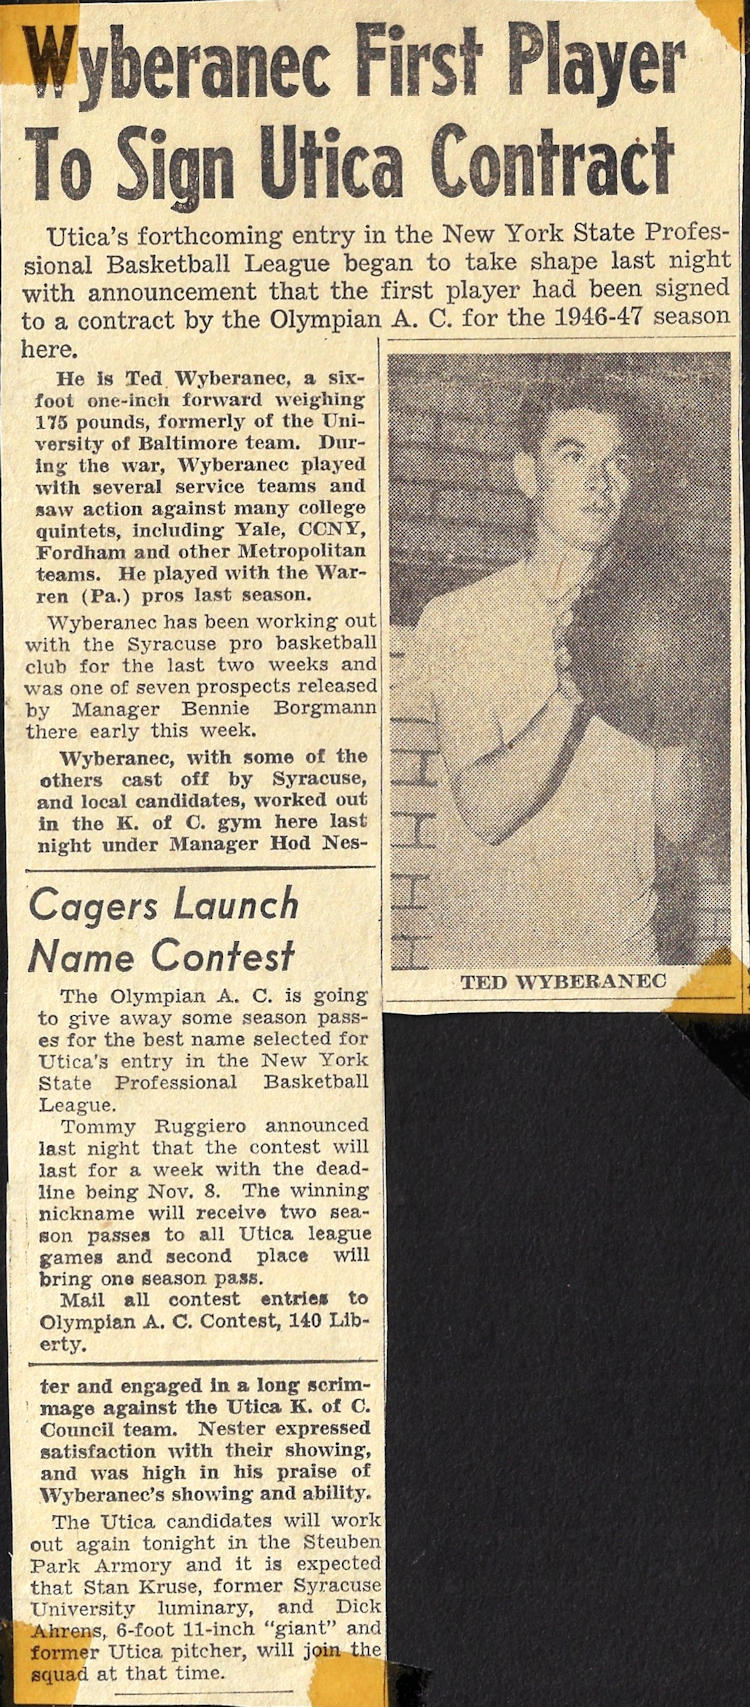 Wyberanec First Player
To Sign Utica Contract
Utica's forthcoming entry in the New York State Profes-
sional Basketball League began to take shape last night
with announcement that the first player had been signed
to a contract by the Olympian A. C. for the 1946-47 season
here.
He is Ted Wyberanec, a six-
foot one-inch forward weighing
175 pounds, formerly of the Uni-
versity of Baltimore team. Dur-
ing the war, Wyberanec played
with several service teams and
saw action against many college
quintets, including Yale, CCNY,
Fordham and other Metropolitan
teams. He played with the War-
ren (Pa.) pros last season.
Wyberanec has been working out
with the Syracuse pro basketball
club for the last two weeks and
was one of seven prospects released
by Manager Bennie Borgmann
there early this week.
Wyberanec, with some of the
others cast off by Syracuse,
and local candidates, worked out
in the K. of C. gym here last
night under Manager Hod Nes-
Cagers Launch
Name Contest
The Olympian A. C. is going
to give away some season pass-
es for the best name selected for
Utica's entry in the New York
State Professional Basketball
League.
Tommy Ruggiero announced
last night that the contest will
last for a week with the dead-
line being Nov. 8. The winning
nickname will receive two sea-
son passes to all Utica league
games and second place will
bring one season pass.
Mail all contest entries to
Olympian A. C. Contest, 140 Lib-
erty.
ter and engaged in a long scrim-
mage against the Utica K. of C.
Council team. Nester expressed
satisfaction with their showing,
and was high in his praise of
Wyberanec's showing and ability.
The Utica candidates will work
out again tonight in the Steuben
Park Armory and it is expected
that Stan Kruse, former Syracuse
University luminary, and Dick
Ahrens, 6-foot 11-inch "giant" and
former Utica pitcher, will join the
squad at that time.
TED WYBERANEC